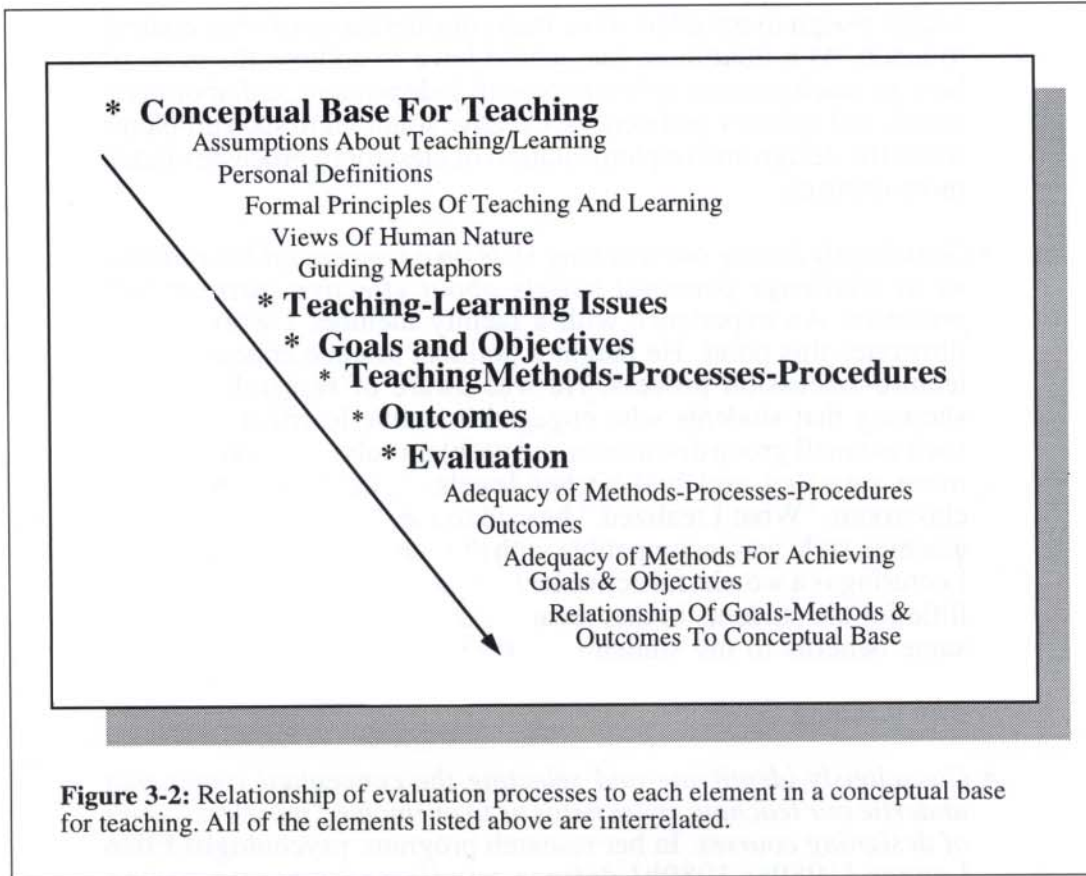 * Conceptual Base For Teaching
Assumptions About Teaching/Learning
Personal Definitions
Formal Principles Of Teaching And Learning
Views Of Human Nature
Guiding Metaphors
* Teaching-Learning Issues
* Goals and Objectives
* TeachingMethods-Processes-Procedures
* Outcomes
* Evaluation
Adequacy of Methods-Processes-Procedures
Outcomes
Adequacy of Methods For Achieving
Goals & Objectives
Relationship Of Goals-Methods &
Outcomes To Conceptual Base
Figure 3-2: Relationship of evaluation processes to each element in a conceptual base
for teaching. All of the elements listed above are interrelated.